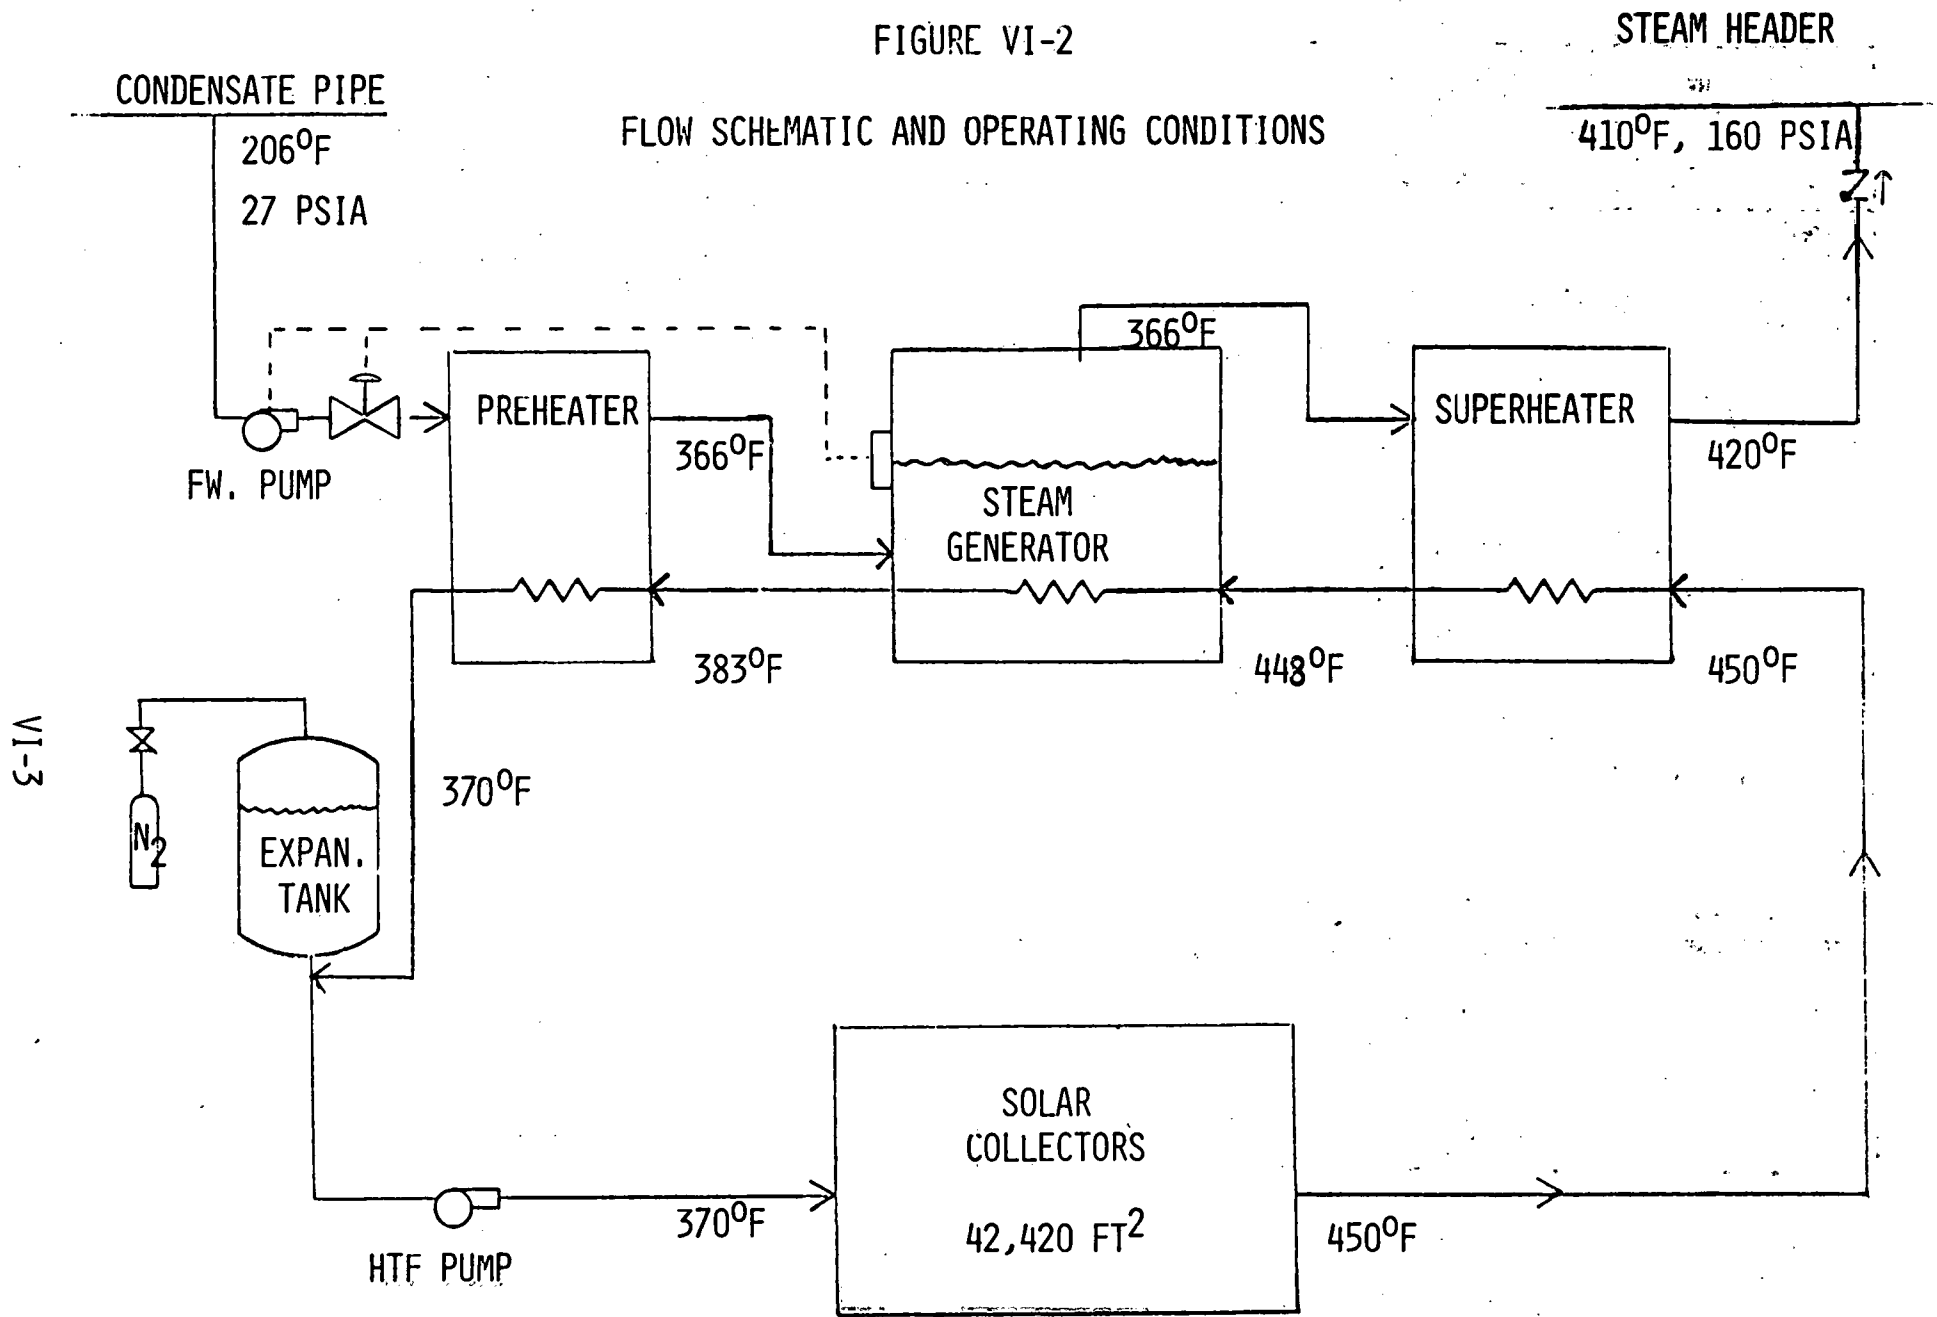 FIGURE VI-2
STEAM HEADER
CONDENSATE PIPE
FLOW SCHEMATIC AND OPERATING CONDITIONS
410°F, 160 PSIA
206°F
27 PSIA
366°F
PREHEATER
SUPERHEATER
366°F
420°F
FW. PUMP
STEAM
GENERATOR
383°F
448°F
450°F
VI-3
370°F
N2
EXPAN.
TANK
SOLAR
COLLECTORS
370°F
42,420 FT²
450°F
HTF PUMP